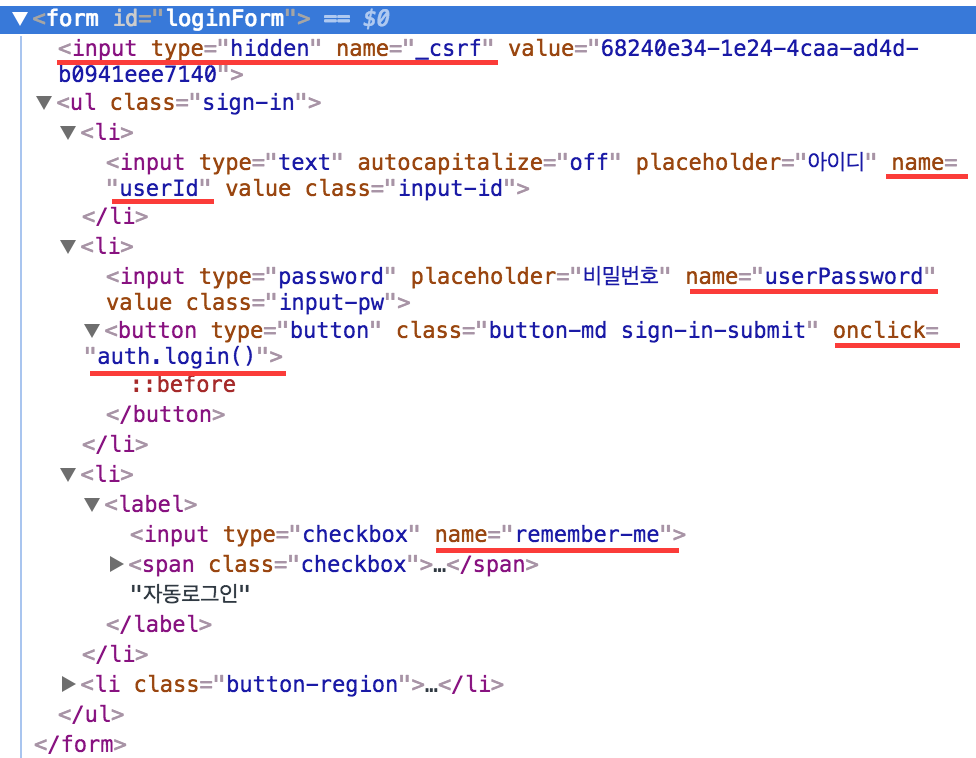 ▼<form id="loginForm"> == $0
<input type="hidden" name="_csrf" value="68240e34-1e24-4caa-ad4d-
b0941eee7140">
▼<ul class="sign-in">
▼<li>
<input type="text" autocapitalize="off" placeholder="아이디" name=
"userId" value class="input-id">
</li>
▼<li>
<input type="password" placeholder="비밀번호" name="userPassword"
value class="input-pw">
▼<button type="button" class="button-md sign-in-submit" onclick=
"auth.login()">
::before
</button>
</li>
▼<li>
▼<label>
<input type="checkbox" name="remember-me">
▶<span class="checkbox">…</span>
"자동로그인"
</label>
</li>
▶<li class="button-region">…</li>
</ul>
</form>